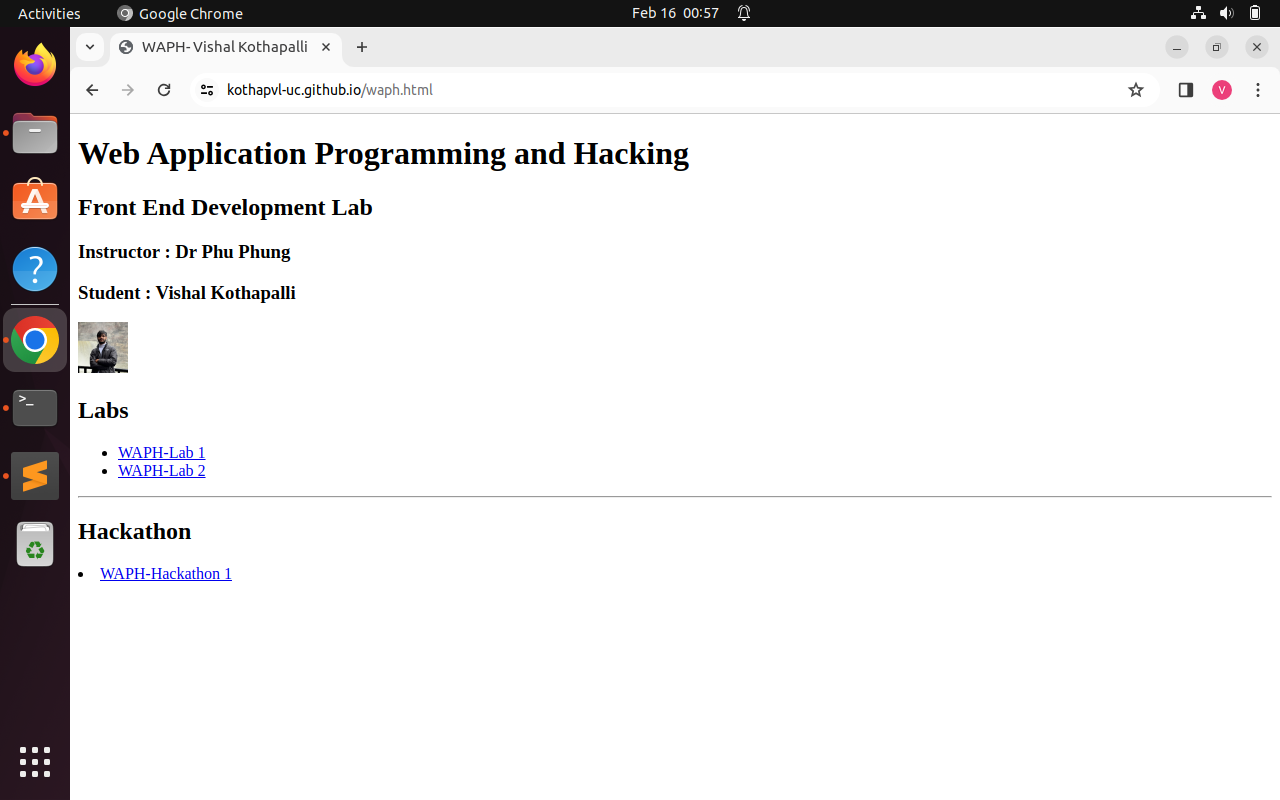 Activities Google Chrome Feb 16 00:57
WAPH- Vishal Kothapalli
kothapvl-uc.github.io/waph.html V
Web Application Programming and Hacking
Front End Development Lab
Instructor : Dr Phu Phung
Student : Vishal Kothapalli
Labs
WAPH-Lab 1
WAPH-Lab 2
Hackathon
WAPH-Hackathon 1